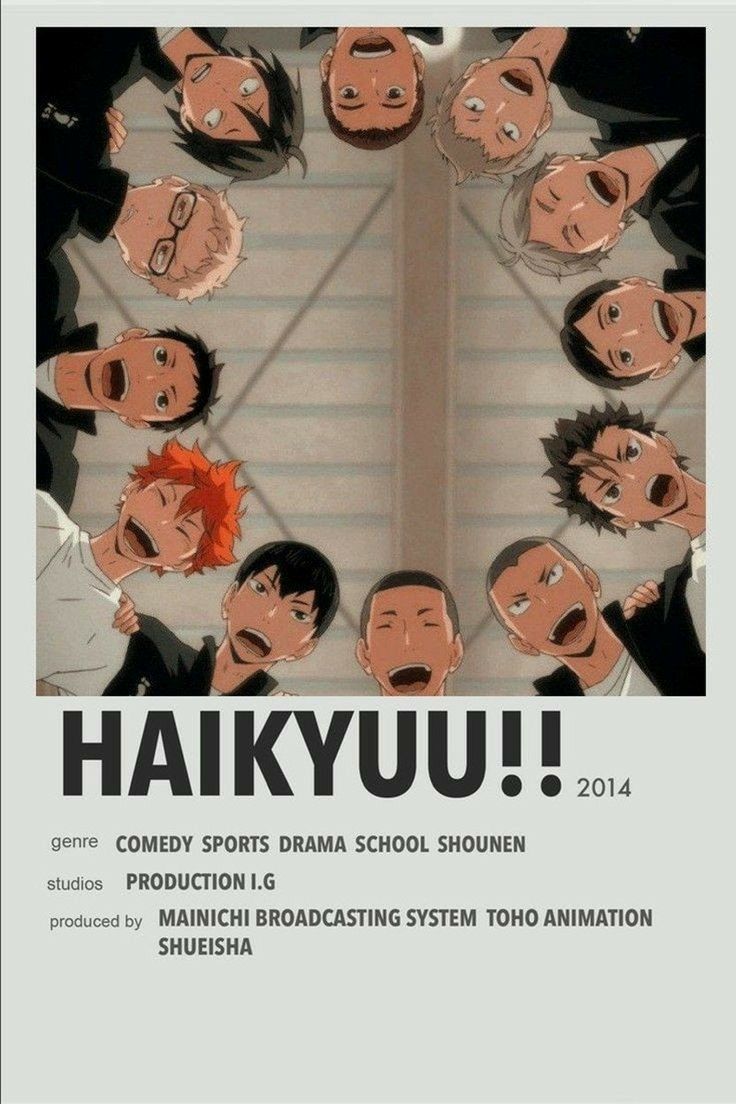 HAIKYUU!! 2014
genre COMEDY SPORTS DRAMA SCHOOL SHOUNEN
studios PRODUCTION I.G
produced by MAINICHI BROADCASTING SYSTEM TOHO ANIMATION
SHUEISHA